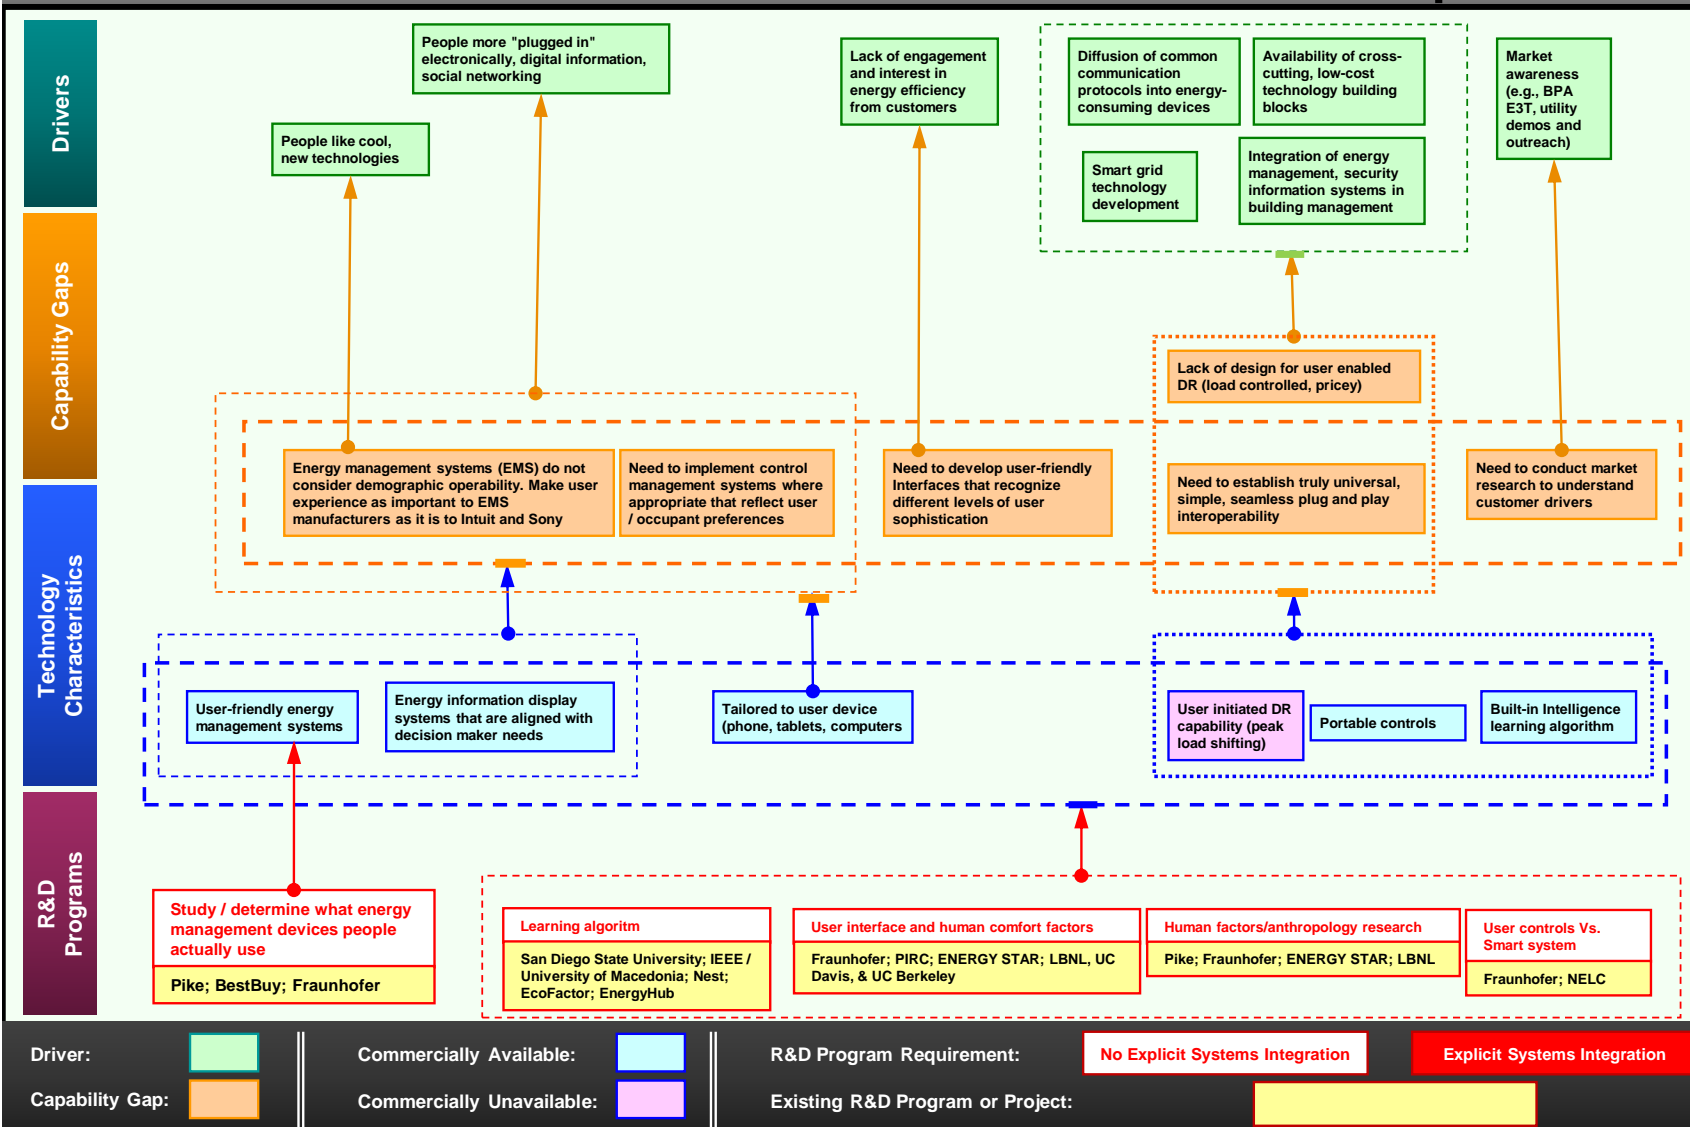 Drivers
People more "plugged in"
electronically, digital information,
social networking
People like cool,
new technologies
Lack of engagement
and interest in
energy efficiency
from customers
Diffusion of common
communication
protocols into energy-
consuming devices
Availability of cross-
cutting, low-cost
technology building
blocks
Smart grid
technology
development
Integration of energy
management, security
information systems in
building management
Market
awareness
(e.g., BPA
E3T, utility
demos and
outreach)
Capability Gaps
Lack of design for user enabled
DR (load controlled, pricey)
Energy management systems (EMS) do not
consider demographic operability. Make user
experience as important to EMS
manufacturers as it is to Intuit and Sony
Need to implement control
management systems where
appropriate that reflect user
/ occupant preferences
Need to develop user-friendly
Interfaces that recognize
different levels of user
sophistication
Need to establish truly universal,
simple, seamless plug and play
interoperability
Need to conduct market
research to understand
customer drivers
Technology
Characteristics
User-friendly energy
management systems
Energy information display
systems that are aligned with
decision maker needs
Tailored to user device
(phone, tablets, computers
User initiated DR
capability (peak
load shifting)
Portable controls
Built-in Intelligence
learning algorithm
R&D
Programs
Study / determine what energy
management devices people
actually use
Pike; BestBuy; Fraunhofer
Learning algoritm
San Diego State University; IEEE /
University of Macedonia; Nest;
EcoFactor; EnergyHub
User interface and human comfort factors
Fraunhofer; PIRC; ENERGY STAR; LBNL, UC
Davis, & UC Berkeley
Human factors/anthropology research
Pike; Fraunhofer; ENERGY STAR; LBNL
User controls Vs.
Smart system
Fraunhofer; NELC
Driver:
Capability Gap:
Commercially Available:
Commercially Unavailable:
R&D Program Requirement:
No Explicit Systems Integration
Explicit Systems Integration
Existing R&D Program or Project: